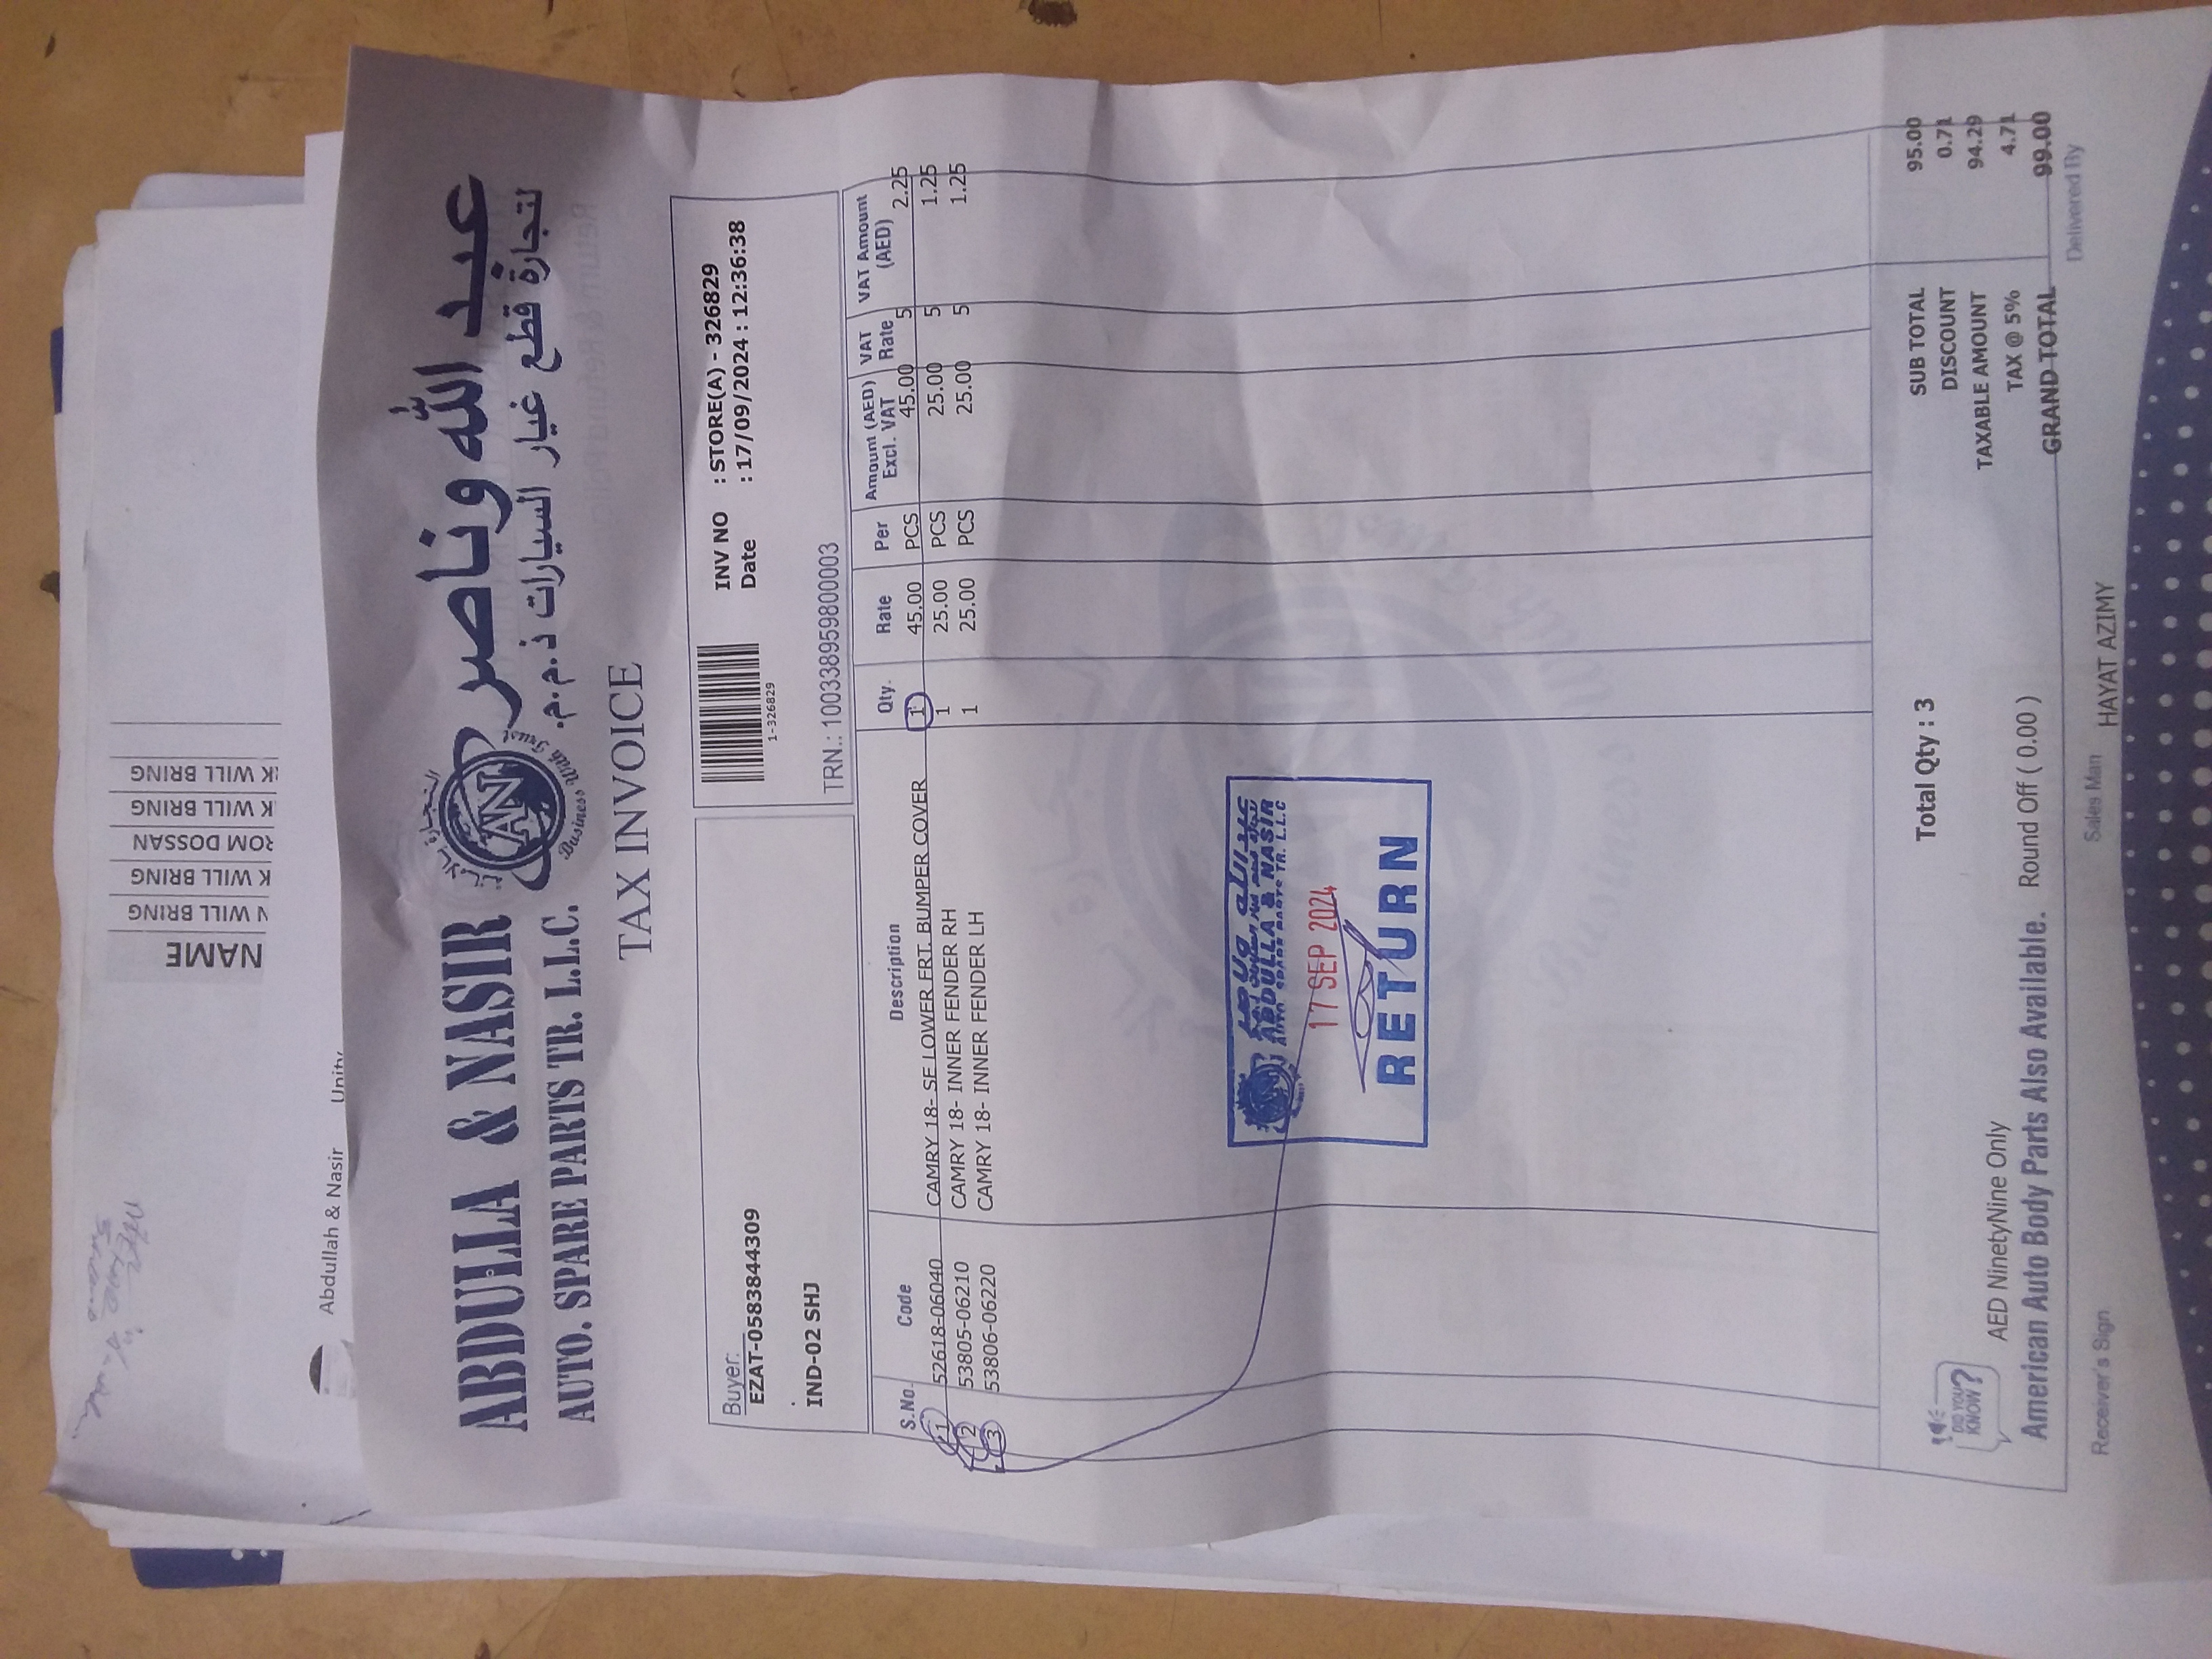 NAME
N WILL BRING
K WILL BRING
ROM DOSSAN
K WILL BRING
K WILL BRING
Abdullah & Nasir Unity
عبد الله وناصر
لتجارة قطع غيار السيارات ذ.م.م.
ABDULLA & NASIR
AUTO. SPARE PARTS TR. L.L.C.
AN
Business With Trust
TAX INVOICE
Buyer:
EZAT-0583844309
IND-02 SHJ
1-326829
INV NO : STORE(A) - 326829
Date : 17/09/2024 : 12:36:38
TRN.: 100338959800003
S.No. Code Description Qty. Rate Per Amount (AED) Excl. VAT VAT Rate VAT Amount (AED)
1 52618-06040 CAMRY 18- SE LOWER FRT. BUMPER COVER 1 45.00 PCS 45.00 5 2.25
2 53805-06210 CAMRY 18- INNER FENDER RH 1 25.00 PCS 25.00 5 1.25
3 53806-06220 CAMRY 18- INNER FENDER LH 1 25.00 PCS 25.00 5 1.25
ABDULLA & NASIR
AUTO SPARE PARTS TR. L.L.C
17 SEP 2024
RETURN
Total Qty : 3
SUB TOTAL 95.00
DISCOUNT 0.71
TAXABLE AMOUNT 94.29
TAX @ 5% 4.71
GRAND TOTAL 99.00
DID YOU KNOW?
AED NinetyNine Only
American Auto Body Parts Also Available. Round Off ( 0.00 )
Receiver's Sign Sales Man HAYAT AZIMY Delivered By